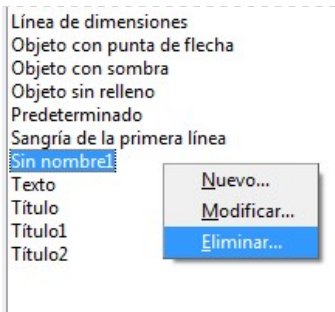 Línea de dimensiones
Objeto con punta de flecha
Objeto con sombra
Objeto sin relleno
Predeterminado
Sangría de la primera línea
Sin nombre1
Texto
Título
Título1
Título2
Nuevo...
Modificar...
Eliminar...